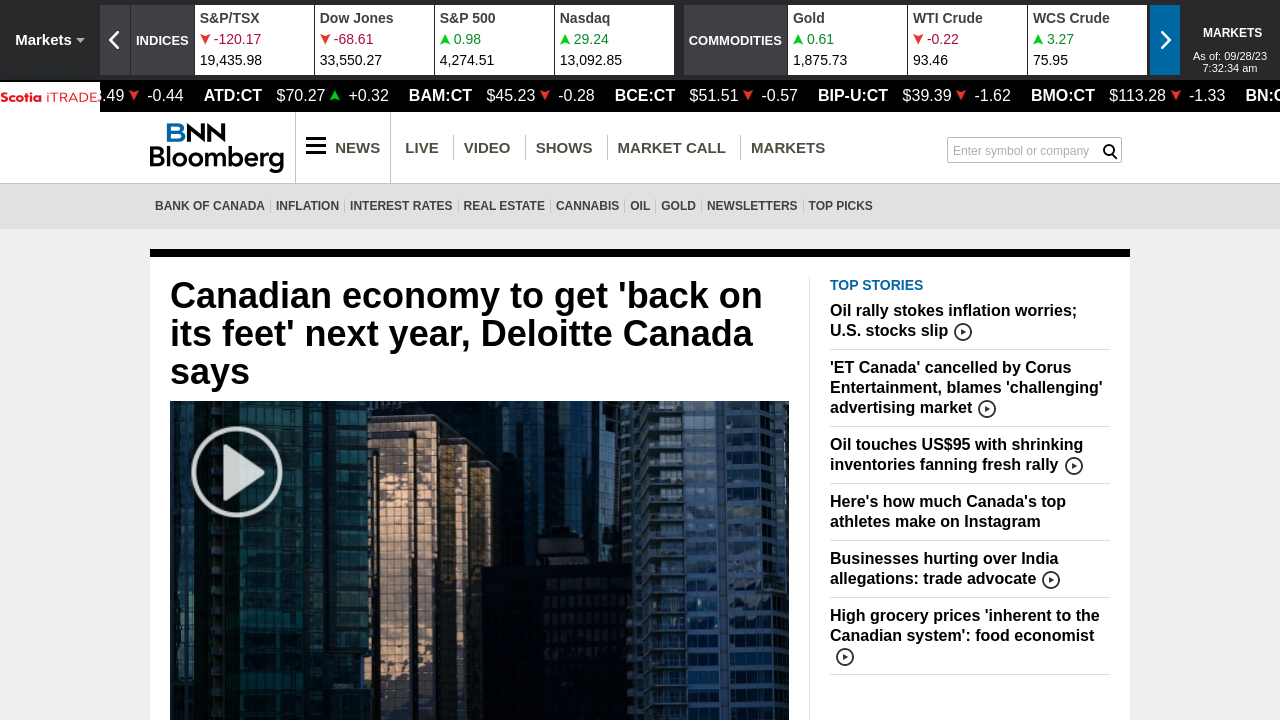 Markets
INDICES
S&P/TSX
-120.17
19,435.98
Dow Jones
-68.61
33,550.27
S&P 500
0.98
4,274.51
Nasdaq
29.24
13,092.85
COMMODITIES
Gold
0.61
1,875.73
WTI Crude
-0.22
93.46
WCS Crude
3.27
75.95
MARKETS
As of: 09/28/23
7:32:34 am
Scotia iTRADE
.49 -0.44 ATD:CT $70.27 +0.32 BAM:CT $45.23 -0.28 BCE:CT $51.51 -0.57 BIP-U:CT $39.39 -1.62 BMO:CT $113.28 -1.33 BN:C
BNN
Bloomberg
NEWS LIVE VIDEO SHOWS MARKET CALL MARKETS
Enter symbol or company
BANK OF CANADA INFLATION INTEREST RATES REAL ESTATE CANNABIS OIL GOLD NEWSLETTERS TOP PICKS
Canadian economy to get 'back on
its feet' next year, Deloitte Canada
says
TOP STORIES
Oil rally stokes inflation worries;
U.S. stocks slip
'ET Canada' cancelled by Corus
Entertainment, blames 'challenging'
advertising market
Oil touches US$95 with shrinking
inventories fanning fresh rally
Here's how much Canada's top
athletes make on Instagram
Businesses hurting over India
allegations: trade advocate
High grocery prices 'inherent to the
Canadian system': food economist